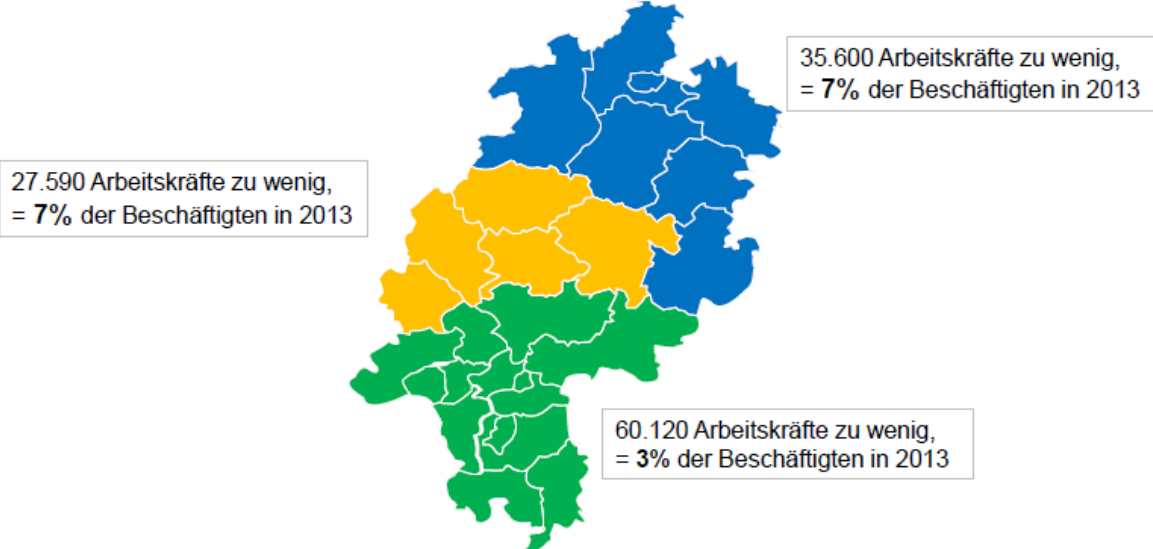 35.600 Arbeitskräfte zu wenig,
= 7% der Beschäftigten in 2013
27.590 Arbeitskräfte zu wenig,
= 7% der Beschäftigten in 2013
60.120 Arbeitskräfte zu wenig,
= 3% der Beschäftigten in 2013